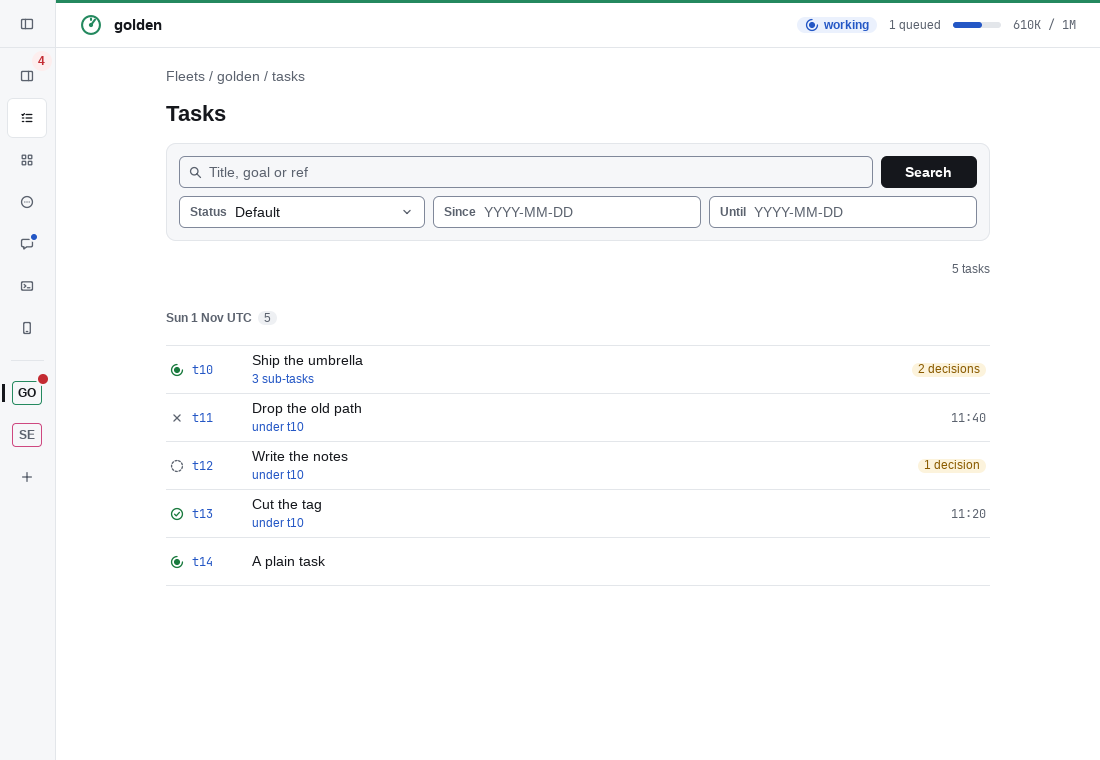 golden
working
1 queued
610K / 1M
4
Fleets / golden / tasks
Tasks
Title, goal or ref
Search
Status Default
Since YYYY-MM-DD
Until YYYY-MM-DD
5 tasks
Sun 1 Nov UTC 5
t10 Ship the umbrella 2 decisions
3 sub-tasks
t11 Drop the old path 11:40
under t10
t12 Write the notes 1 decision
under t10
t13 Cut the tag 11:20
under t10
t14 A plain task
GO
SE